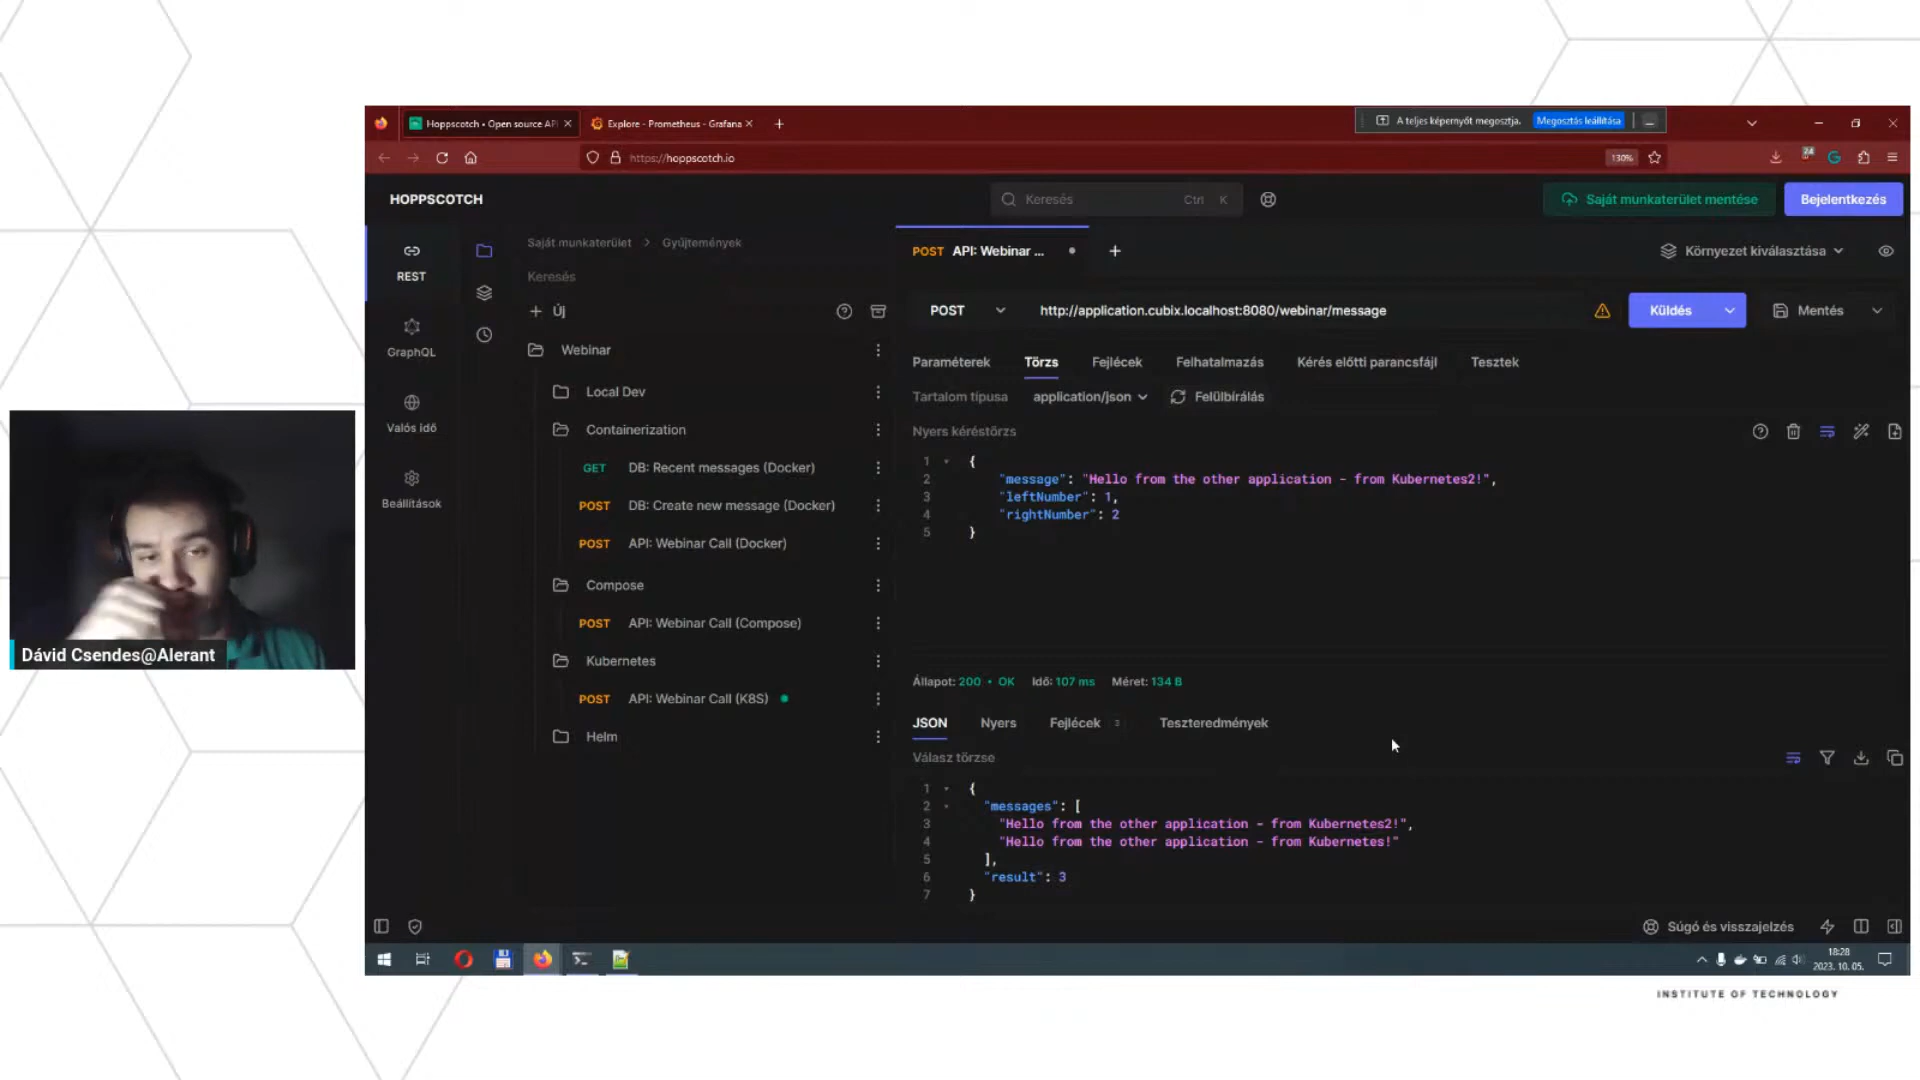 Hoppscotch • Open source API
Explore - Prometheus - Grafana
A teljes képernyőt megosztja.
Megosztás leállítása
https://hoppscotch.io
130%
24
HOPPSCOTCH
Keresés
Ctrl K
Saját munkaterület mentése
Bejelentkezés
REST
GraphQL
Valós idő
Beállítások
Saját munkaterület > Gyűjtemények
Keresés
+ Új
Webinar
Local Dev
Containerization
GET DB: Recent messages (Docker)
POST DB: Create new message (Docker)
POST API: Webinar Call (Docker)
Compose
POST API: Webinar Call (Compose)
Kubernetes
POST API: Webinar Call (K8S)
Helm
POST API: Webinar ...
Környezet kiválasztása
POST
http://application.cubix.localhost:8080/webinar/message
Küldés
Mentés
Paraméterek Törzs Fejlécek Felhatalmazás Kérés előtti parancsfájl Tesztek
Tartalom típusa application/json Felülbírálás
Nyers kéréstörzs
1 {
2 "message": "Hello from the other application - from Kubernetes2!",
3 "leftNumber": 1,
4 "rightNumber": 2
5 }
Állapot: 200 • OK Idő: 107 ms Méret: 134 B
JSON Nyers Fejlécek 3 Teszteredmények
Válasz törzse
1 {
2 "messages": [
3 "Hello from the other application - from Kubernetes2!",
4 "Hello from the other application - from Kubernetes!"
5 ],
6 "result": 3
7 }
Súgó és visszajelzés
18:28
2023. 10. 05.
Dávid Csendes@Alerant
INSTITUTE OF TECHNOLOGY